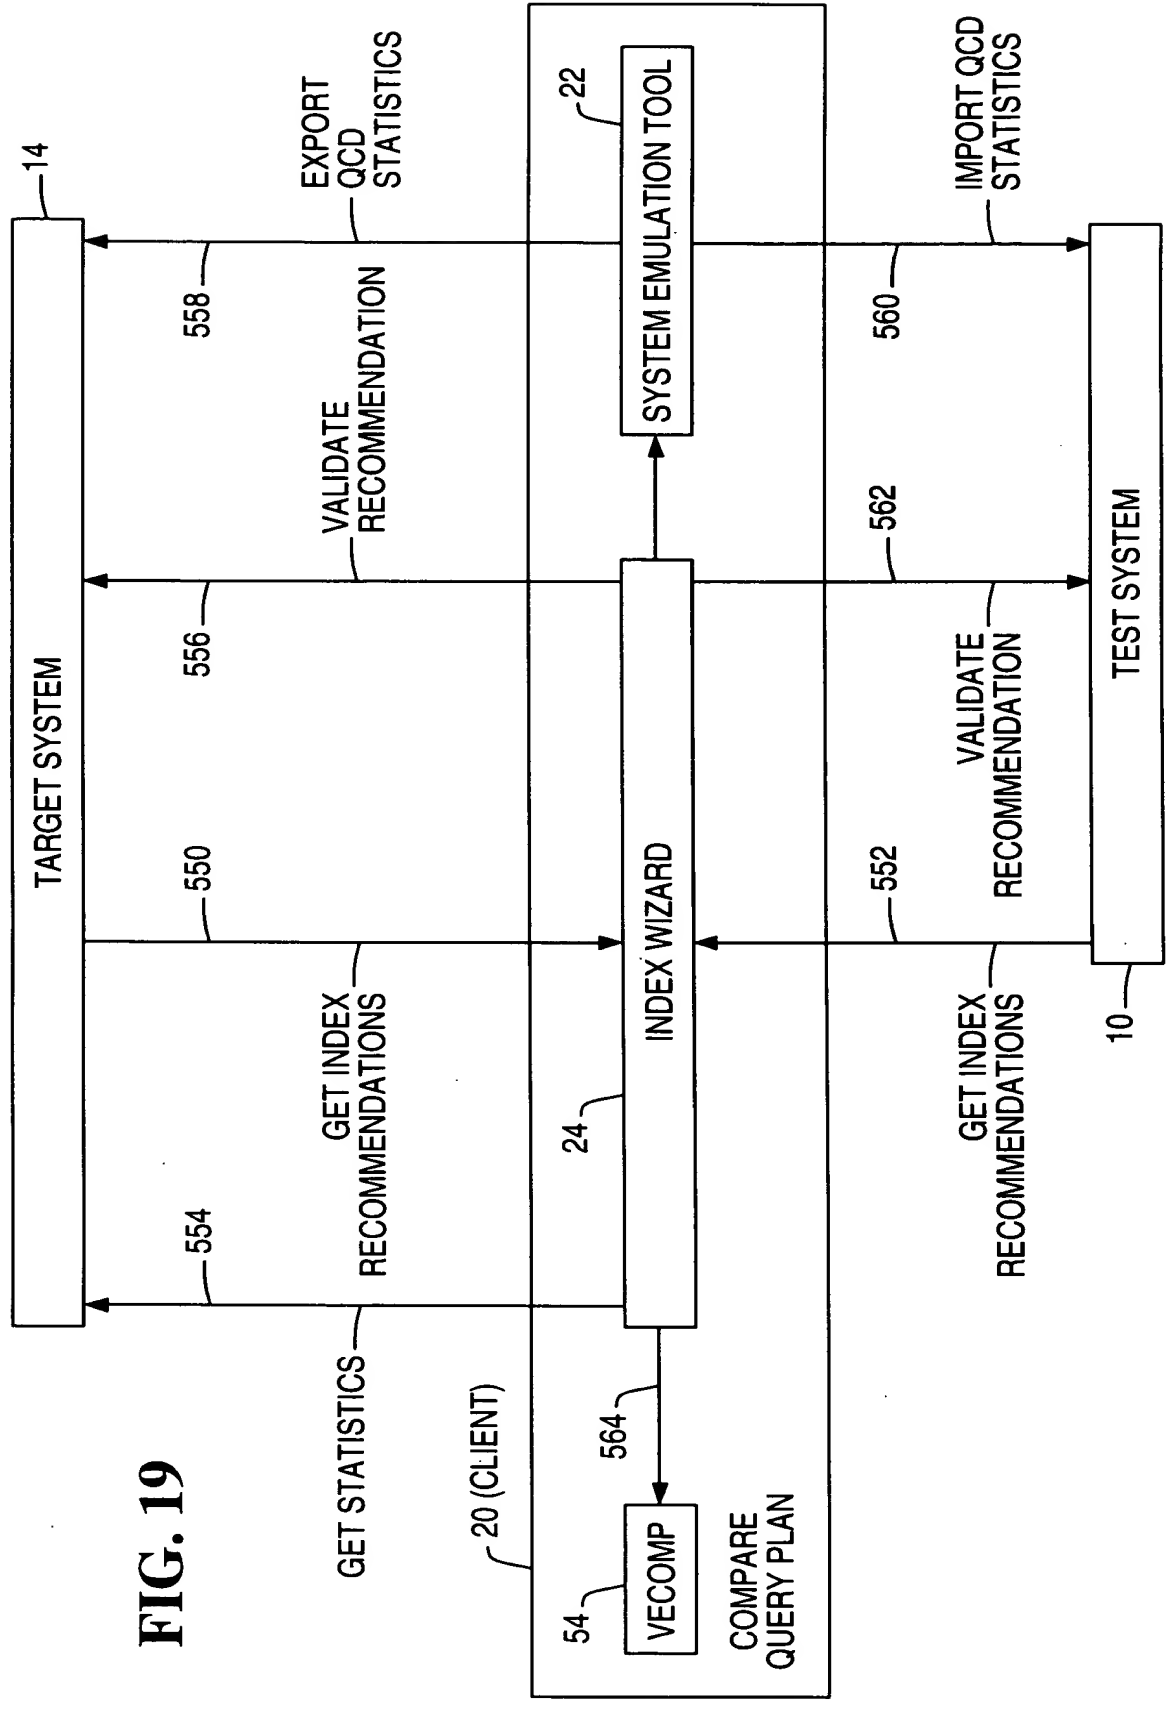 FIG. 19
TARGET SYSTEM
14
554
550
556
558
GET STATISTICS
GET INDEX
RECOMMENDATIONS
VALIDATE
RECOMMENDATION
EXPORT
QCD
STATISTICS
20 (CLIENT)
54
VECOMP
564
24
INDEX WIZARD
22
SYSTEM EMULATION TOOL
COMPARE
QUERY PLAN
552
562
560
GET INDEX
RECOMMENDATIONS
VALIDATE
RECOMMENDATION
IMPORT QCD
STATISTICS
10
TEST SYSTEM